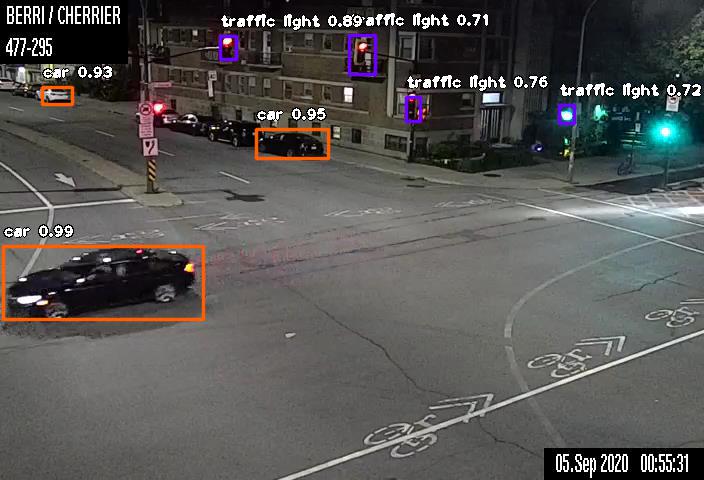 BERRI / CHERRIER
477-295
traffic light 0.89
affic light 0.71
car 0.93
traffic light 0.76
traffic light 0.72
car 0.95
car 0.99
05.Sep 2020 00:55:31